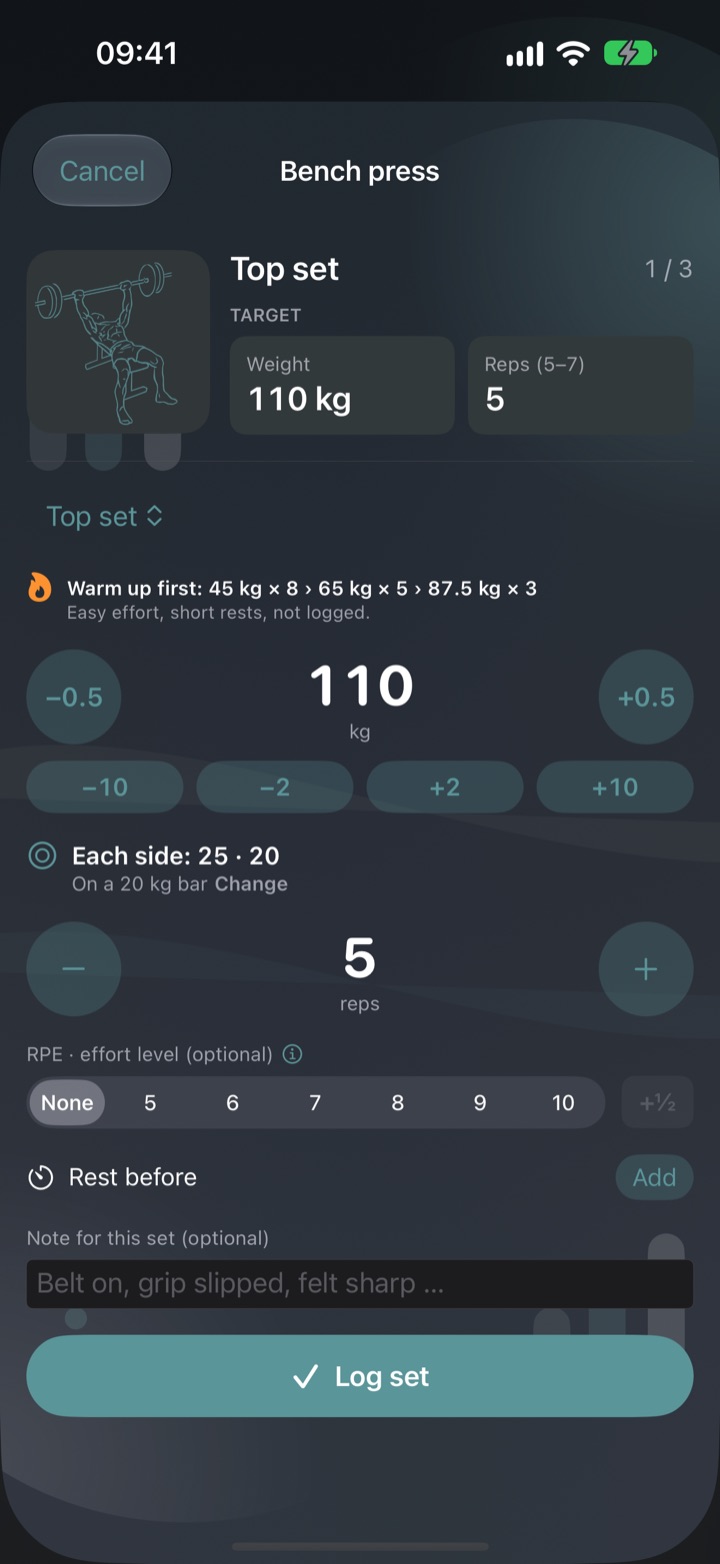 09:41
Cancel
Bench press
Top set
1 / 3
TARGET
Weight
110 kg
Reps (5–7)
5
Top set
Warm up first: 45 kg × 8 › 65 kg × 5 › 87.5 kg × 3
Easy effort, short rests, not logged.
−0.5
110
+0.5
kg
−10
−2
+2
+10
Each side: 25 · 20
On a 20 kg bar Change
−
5
+
reps
RPE · effort level (optional)
None 5 6 7 8 9 10 +½
Rest before
Add
Note for this set (optional)
Belt on, grip slipped, felt sharp ...
Log set